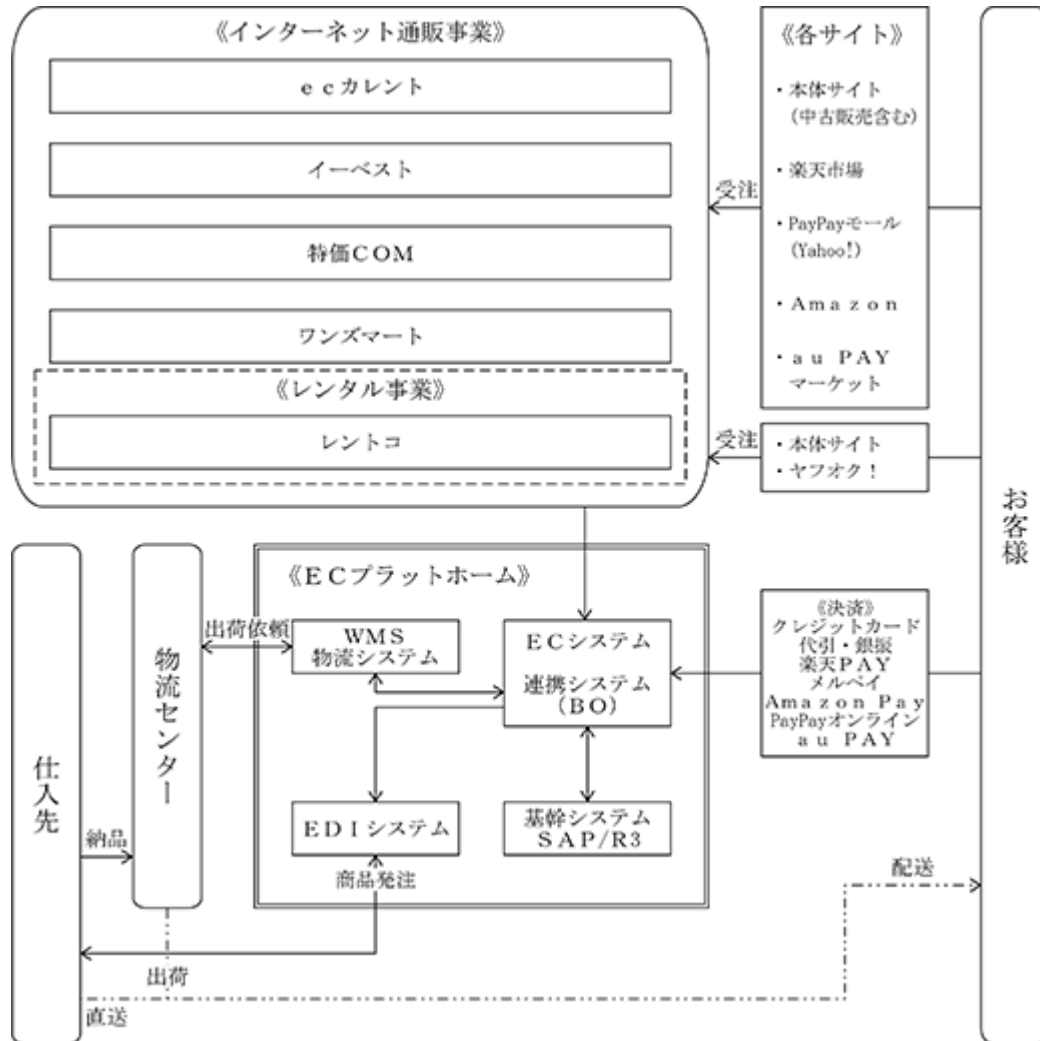 《インターネット通販事業》
ｅｃカレント
イーベスト
特価ＣＯＭ
ワンズマート
《レンタル事業》
レントコ
受注
受注
《各サイト》
・本体サイト
(中古販売含む)
・楽天市場
・PayPayモール
(Yahoo!)
・Ａｍａｚｏｎ
・ａｕ ＰＡＹ
マーケット
・本体サイト
・ヤフオク！
お客様
仕入先
物流センター
納品
出荷依頼
《ＥＣプラットホーム》
ＷＭＳ
物流システム
ＥＣシステム
連携システム
（ＢＯ）
ＥＤＩシステム
基幹システム
ＳＡＰ/Ｒ３
商品発注
《決済》
クレジットカード
代引・銀振
楽天ＰＡＹ
メルペイ
Ａｍａｚｏｎ Ｐａｙ
PayPayオンライン
ａｕ ＰＡＹ
配送
出荷
直送